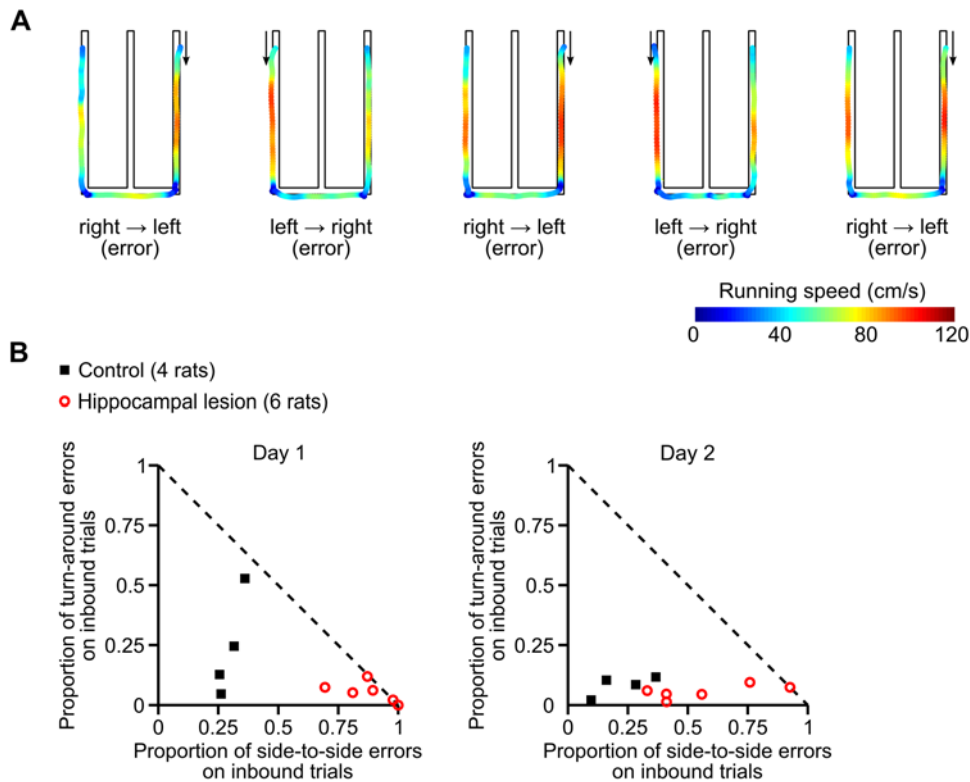 A
right → left
(error)
left → right
(error)
right → left
(error)
left → right
(error)
right → left
(error)
Running speed (cm/s)
0 40 80 120
B
Control (4 rats)
Hippocampal lesion (6 rats)
Day 1
Proportion of turn-around errors
on inbound trials
1
0.75
0.5
0.25
0
0 0.25 0.5 0.75 1
Proportion of side-to-side errors
on inbound trials
Day 2
Proportion of turn-around errors
on inbound trials
1
0.75
0.5
0.25
0
0 0.25 0.5 0.75 1
Proportion of side-to-side errors
on inbound trials